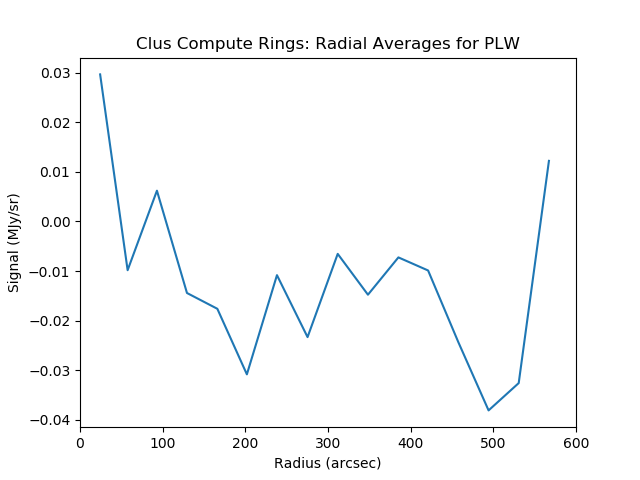 Clus Compute Rings: Radial Averages for PLW
Signal (MJy/sr)
0.03
0.02
0.01
0.00
−0.01
−0.02
−0.03
−0.04
0 100 200 300 400 500 600
Radius (arcsec)